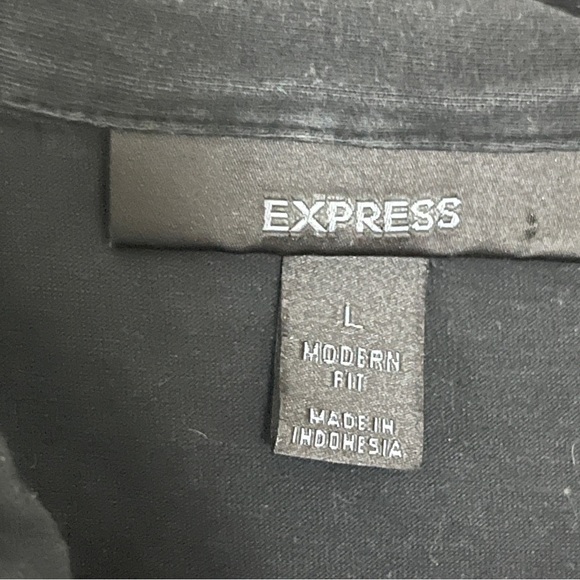 EXPRESS
L
MODERN
FIT
MADE IN
INDONESIA